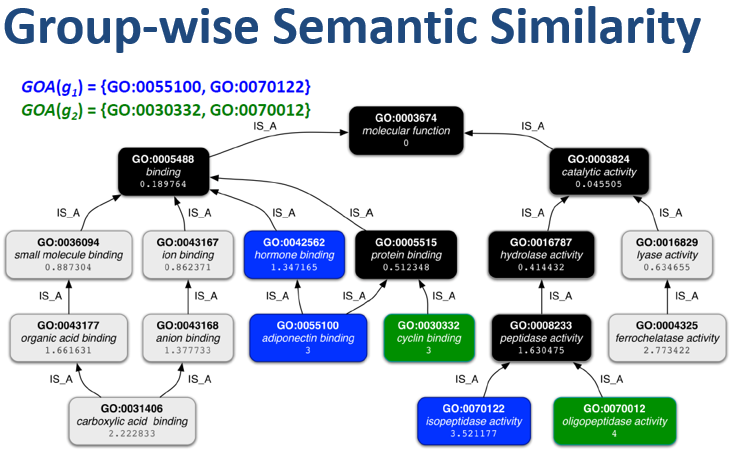 Group-wise Semantic Similarity
GOA(g1) = {GO:0055100, GO:0070122}
GOA(g2) = {GO:0030332, GO:0070012}
GO:0003674
molecular function
0
IS_A
IS_A
GO:0005488
binding
0.189764
GO:0003824
catalytic activity
0.045505
IS_A
IS_A
IS_A
IS_A
IS_A
IS_A
GO:0036094
small molecule binding
0.887304
GO:0043167
ion binding
0.862371
GO:0042562
hormone binding
1.347165
GO:0005515
protein binding
0.512348
GO:0016787
hydrolase activity
0.414432
GO:0016829
lyase activity
0.634655
IS_A
IS_A
IS_A
IS_A
IS_A
IS_A
IS_A
GO:0043177
organic acid binding
1.661631
GO:0043168
anion binding
1.377733
GO:0055100
adiponectin binding
3
GO:0030332
cyclin binding
3
GO:0008233
peptidase activity
1.630475
GO:0004325
ferrochelatase activity
2.773422
IS_A
IS_A
IS_A
IS_A
GO:0031406
carboxylic acid binding
2.222833
GO:0070122
isopeptidase activity
3.521177
GO:0070012
oligopeptidase activity
4